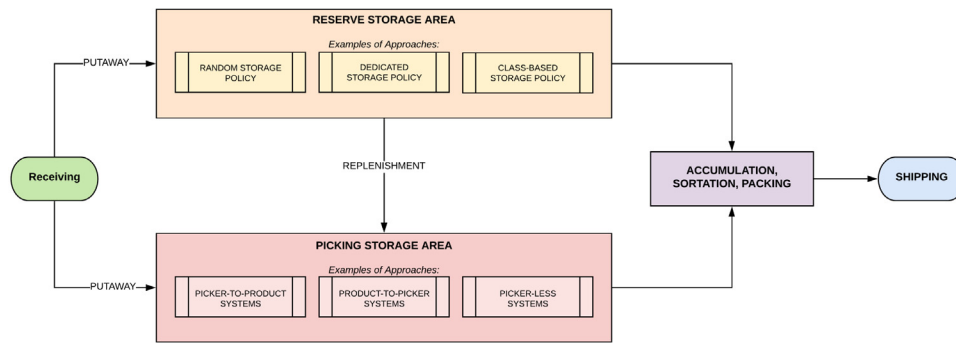 RESERVE STORAGE AREA
Examples of Approaches:
PUTAWAY
RANDOM STORAGE
POLICY
DEDICATED
STORAGE POLICY
CLASS-BASED
STORAGE POLICY
REPLENISHMENT
Receiving
ACCUMULATION,
SORTATION, PACKING
SHIPPING
PICKING STORAGE AREA
Examples of Approaches:
PUTAWAY
PICKER-TO-PRODUCT
SYSTEMS
PRODUCT-TO-PICKER
SYSTEMS
PICKER-LESS
SYSTEMS